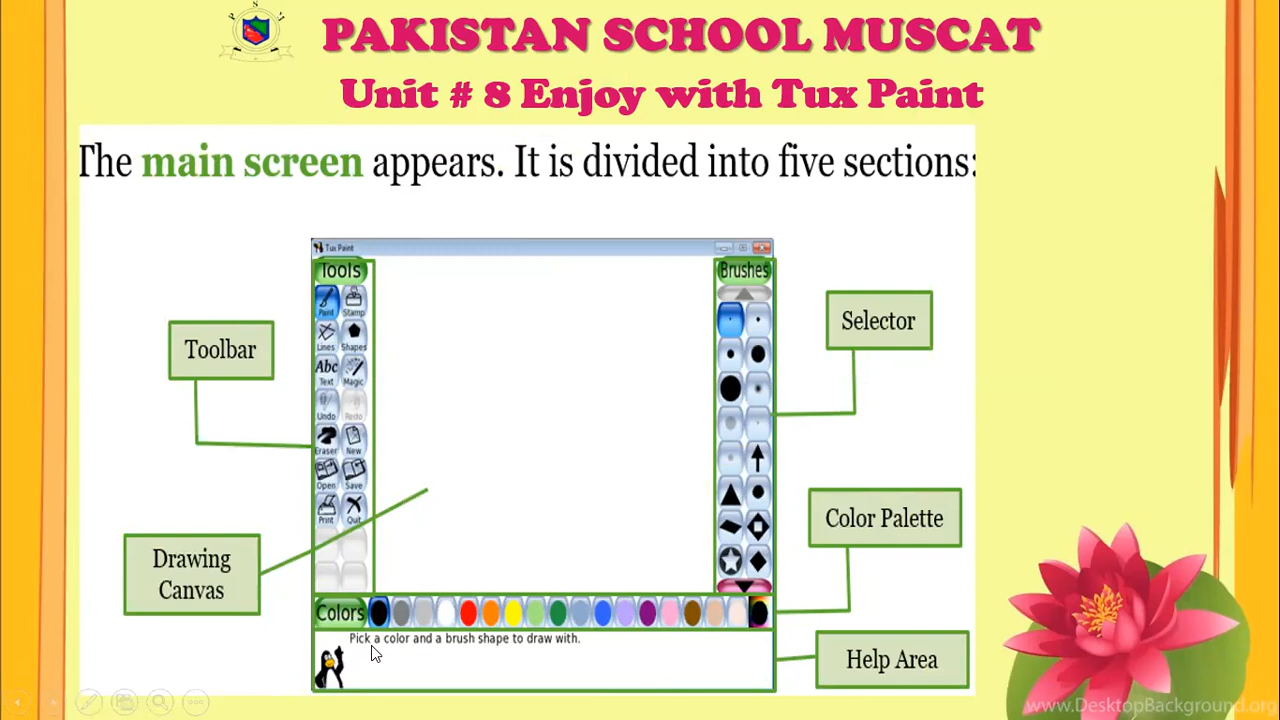 P S M
PAKISTAN SCHOOL MUSCAT
Unit # 8 Enjoy with Tux Paint
The main screen appears. It is divided into five sections:
Tux Paint
Tools
Brushes
Paint Stamp
Lines Shapes
Abc
Text Magic
Undo Redo
Eraser New
Open Save
Print Quit
Toolbar
Selector
Drawing
Canvas
Color Palette
Colors
Pick a color and a brush shape to draw with.
Help Area
www.DesktopBackground.org